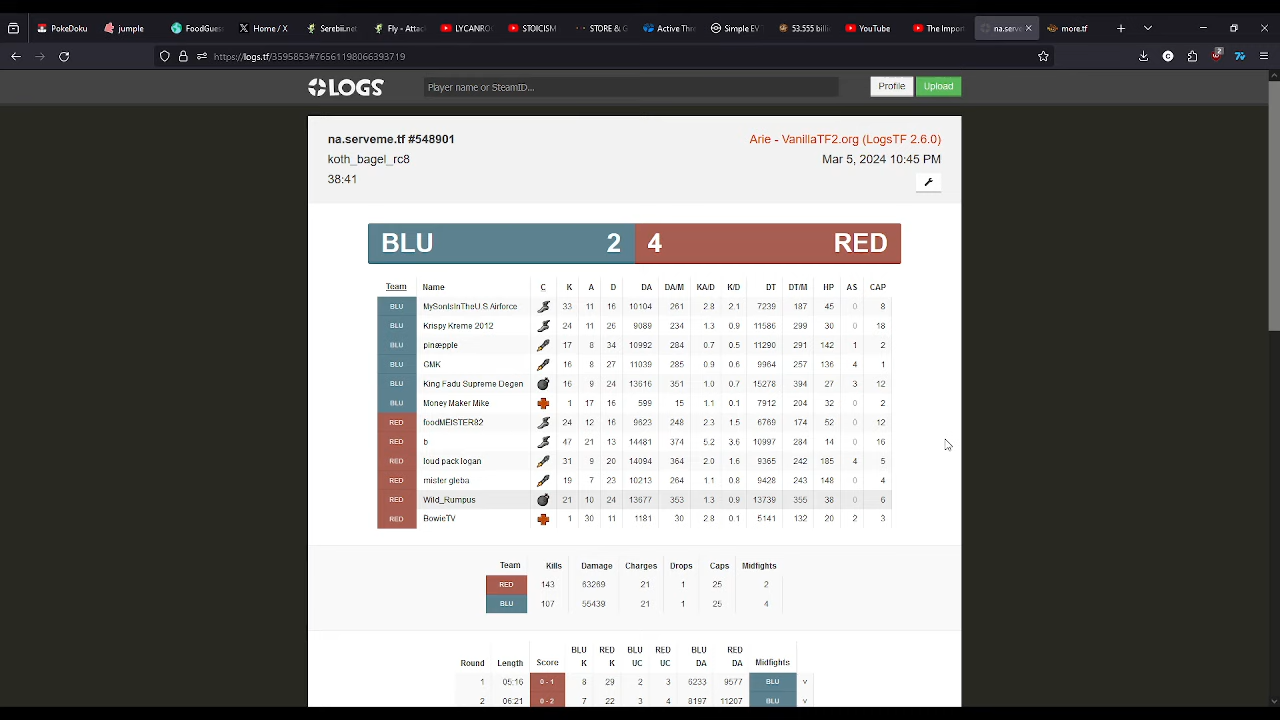 PokeDoku jumple FoodGues Home / X Serebii.ne Fly – Attac LYCANRO STOICISM STORE & G Active Thre Simple EV 53.555 billi YouTube The Impor na.serve more.tf
https://logs.tf/3595853#76561198066393719
LOGS Player name or SteamID... Profile Upload
na.serveme.tf #548901 Arie - VanillaTF2.org (LogsTF 2.6.0)
koth_bagel_rc8 Mar 5, 2024 10:45 PM
38:41
BLU 2 4 RED
Team Name C K A D DA DA/M KA/D K/D DT DT/M HP AS CAP
BLU MySonIsInTheU.S.Airforce 33 11 16 10104 261 2.8 2.1 7239 187 45 0 8
BLU Krispy Kreme 2012 24 11 26 9089 234 1.3 0.9 11586 299 30 0 18
BLU pinæpple 17 8 34 10992 284 0.7 0.5 11290 291 142 1 2
BLU GMK 16 8 27 11039 285 0.9 0.6 9964 257 136 4 1
BLU King Fadu Supreme Degen 16 9 24 13616 351 1.0 0.7 15278 394 27 3 12
BLU Money Maker Mike 1 17 16 599 15 1.1 0.1 7912 204 32 0 2
RED foodMËISTER82 24 12 16 9623 248 2.3 1.5 6769 174 52 0 12
RED b 47 21 13 14481 374 5.2 3.6 10997 284 14 0 16
RED loud pack logan 31 9 20 14094 364 2.0 1.6 9365 242 185 4 5
RED mister gleba 19 7 23 10213 264 1.1 0.8 9428 243 148 0 4
RED Wild_Rumpus 21 10 24 13677 353 1.3 0.9 13739 355 38 0 6
RED BowieTV 1 30 11 1181 30 2.8 0.1 5141 132 20 2 3
Team Kills Damage Charges Drops Caps Midfights
RED 143 63269 21 1 25 2
BLU 107 55439 21 1 25 4
BLU RED BLU RED BLU RED
Round Length Score K K UC UC DA DA Midfights
1 05:16 0 - 1 8 29 2 3 6233 9577 BLU v
2 06:21 0 - 2 7 22 3 4 8197 11207 BLU v